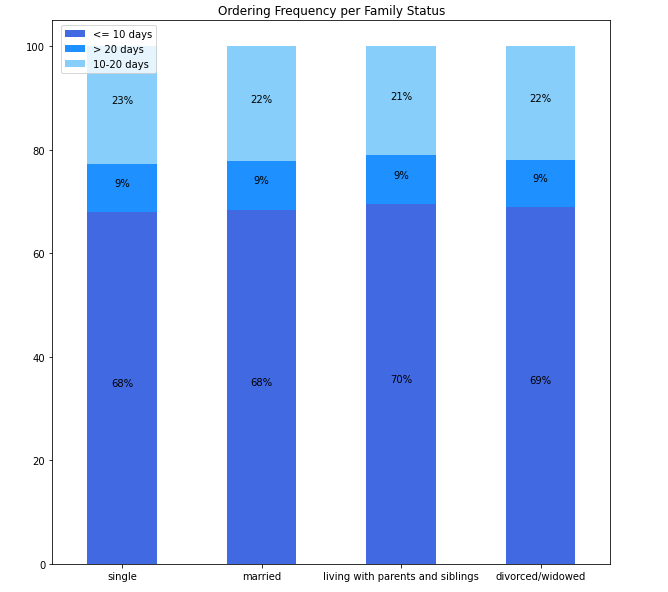 Ordering Frequency per Family Status
<= 10 days
> 20 days
10-20 days
100
80
60
40
20
0
23%
22%
21%
22%
9%
9%
9%
9%
68%
68%
70%
69%
single
married
living with parents and siblings
divorced/widowed